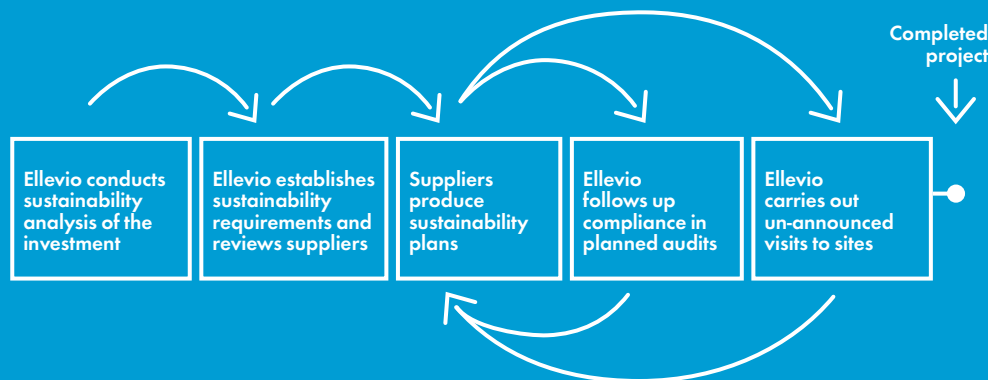 Completed
project
Ellevio conducts
sustainability
analysis of the
investment
Ellevio establishes
sustainability
requirements and
reviews suppliers
Suppliers
produce
sustainability
plans
Ellevio
follows up
compliance in
planned audits
Ellevio
carries out
un-announced
visits to sites